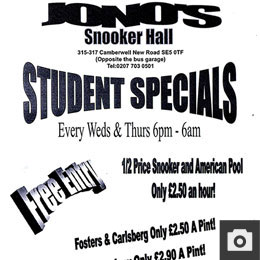 JONO'S
Snooker Hall
315-317 Camberwell New Road SE5 0TF
(Opposite the bus garage)
Tel:0207 703 0501
STUDENT SPECIALS
Every Weds & Thurs 6pm - 6am
Free Entry
1/2 Price Snooker and American Pool
Only £2.50 an hour!
Fosters & Carlsberg Only £2.50 A Pint!
Only £2.90 A Pint!